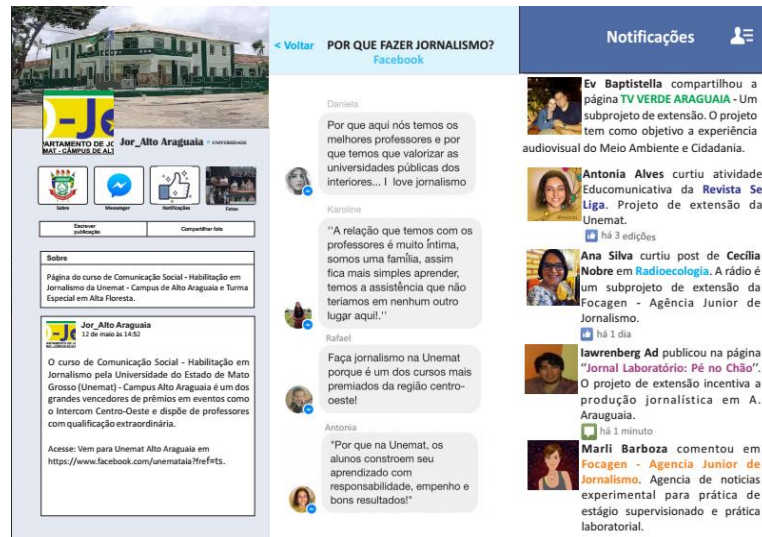 ARTAMENTO DE JO
MAT - CÂMPUS DE ALT
Jor_Alto Araguaia - UNIVERSIDADE
UNEMAT
Sobre
Messenger
Notificações
Fotos
Escrever
publicação
Compartilhar foto
Sobre
Página do curso de Comunicação Social - Habilitação em
Jornalismo da Unemat - Campus de Alto Araguaia e Turma
Especial em Alta Floresta.
Jor_Alto Araguaia
12 de maio às 14:52
O curso de Comunicação Social - Habilitação em
Jornalismo pela Universidade do Estado de Mato
Grosso (Unemat) - Campus Alto Araguaia é um dos
grandes vencedores de prêmios em eventos como
o Intercom Centro-Oeste e dispõe de professores
com qualificação extraordinária.
Acesse: Vem para Unemat Alto Araguaia em
https://www.facebook.com/unemataia?fref=ts.
< Voltar POR QUE FAZER JORNALISMO?
Facebook
Daniela
Por que aqui nós temos os
melhores professores e por
que temos que valorizar as
universidades públicas dos
interiores... I love jornalismo
Karoline
''A relação que temos com os
professores é muito íntima,
somos uma família, assim
fica mais simples aprender,
temos a assistência que não
teriamos em nenhum outro
lugar aqui!.''
Rafael
Faça jornalismo na Unemat
porque é um dos cursos mais
premiados da região centro-
oeste!
Antonia
"Por que na Unemat, os
alunos constroem seu
aprendizado com
responsabilidade, empenho e
bons resultados!"
Notificações
Ev Baptistella compartilhou a
página TV VERDE ARAGUAIA - Um
subprojeto de extensão. O projeto
tem como objetivo a experiência
audiovisual do Meio Ambiente e Cidadania.
Antonia Alves curtiu atividade
Educomunicativa da Revista Se
Liga. Projeto de extensão da
Unemat.
há 3 edições
Ana Silva curtiu post de Cecília
Nobre em Radioecologia. A rádio é
um subprojeto de extensão da
Focagen - Agência Junior de
Jornalismo.
há 1 dia
lawrenberg Ad publicou na página
''Jornal Laboratório: Pé no Chão''.
O projeto de extensão incentiva a
produção jornalística em A.
Arauguaia.
há 1 minuto
Marli Barboza comentou em
Focagen - Agencia Junior de
Jornalismo. Agencia de noticias
experimental para prática de
estágio supervisionado e prática
laboratorial.